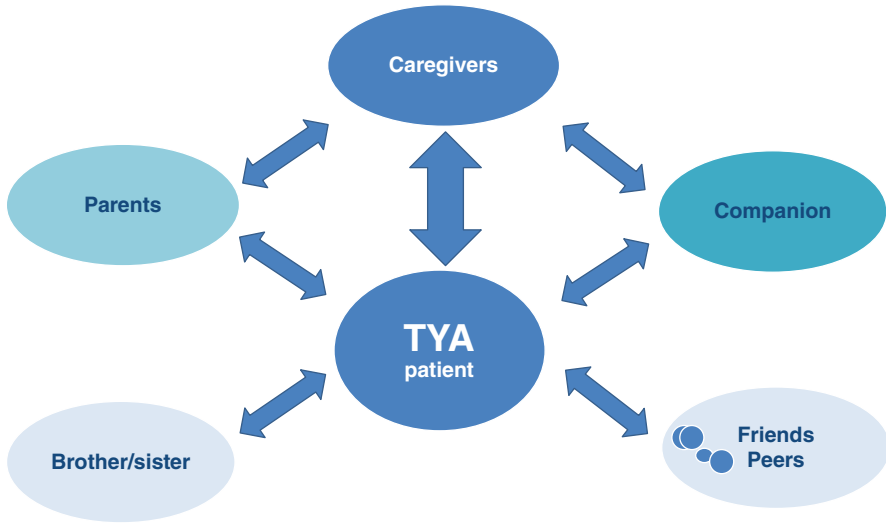 Caregivers
Parents
Companion
TYA
patient
Brother/sister
Friends
Peers